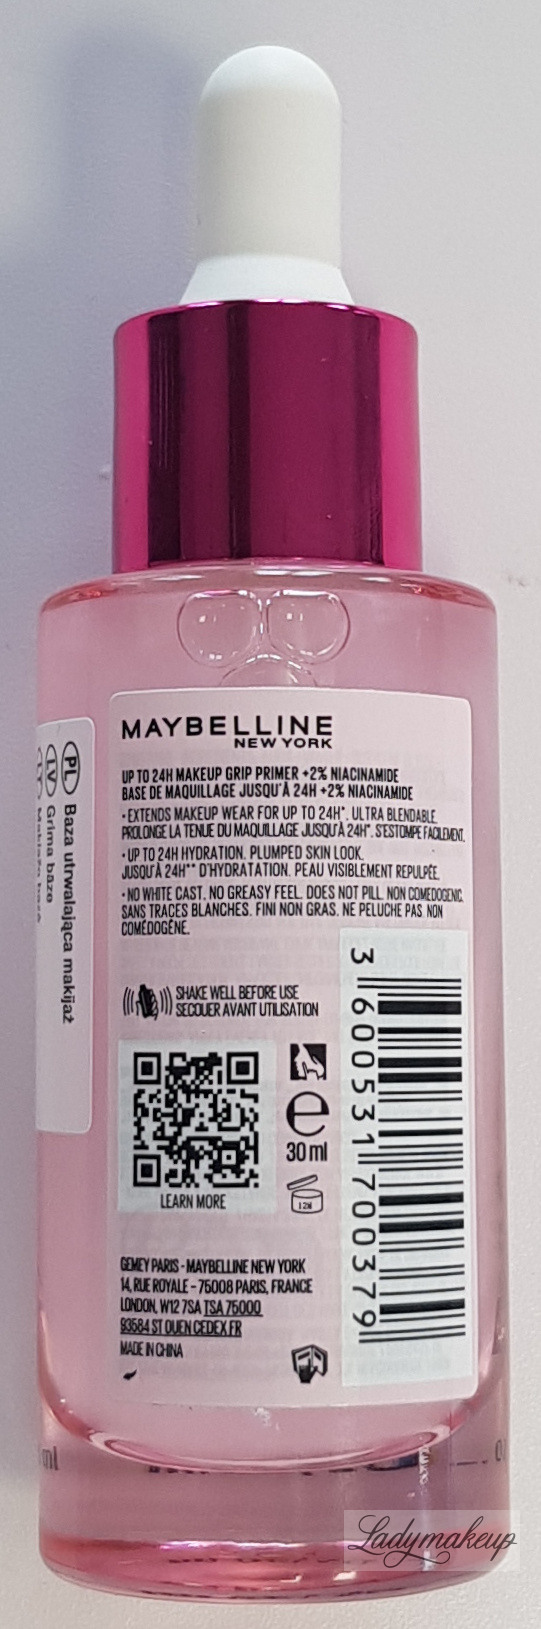 MAYBELLINE
NEW YORK
UP TO 24H MAKEUP GRIP PRIMER +2% NIACINAMIDE
BASE DE MAQUILLAGE JUSQU'À 24H +2% NIACINAMIDE
• EXTENDS MAKEUP WEAR FOR UP TO 24H*. ULTRA BLENDABLE.
PROLONGE LA TENUE DU MAQUILLAGE JUSQU'À 24H*. S'ESTOMPE FACILEMENT.
• UP TO 24H HYDRATION. PLUMPED SKIN LOOK.
JUSQU'À 24H** D'HYDRATATION. PEAU VISIBLEMENT REPULPÉE.
• NO WHITE CAST. NO GREASY FEEL. DOES NOT PILL. NON COMEDOGENIC.
SANS TRACES BLANCHES. FINI NON GRAS. NE PELUCHE PAS. NON
COMÉDOGÈNE.
SHAKE WELL BEFORE USE
SECOUER AVANT UTILISATION
LEARN MORE
e
30 ml
12M
3 600531 700379
GEMEY PARIS - MAYBELLINE NEW YORK
14, RUE ROYALE - 75008 PARIS, FRANCE
LONDON, W12 7SA TSA 75000
93584 ST OUEN CEDEX FR
MADE IN CHINA
PL Baza utrwalająca makijaż
LV Grima bāze
ml
Ladymakeup